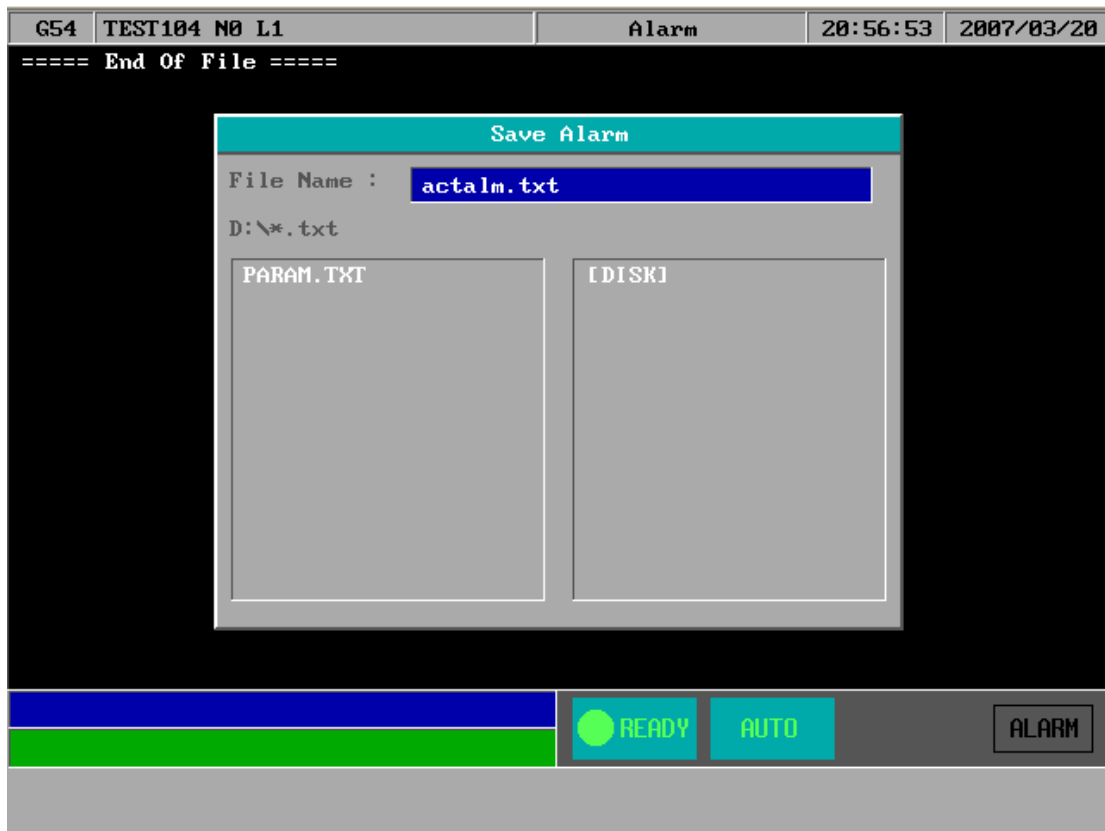 G54 TEST104 N0 L1 Alarm 20:56:53 2007/03/20
===== End Of File =====
Save Alarm
File Name : actalm.txt
D:\*.txt
PARAM.TXT [DISK]
READY AUTO ALARM